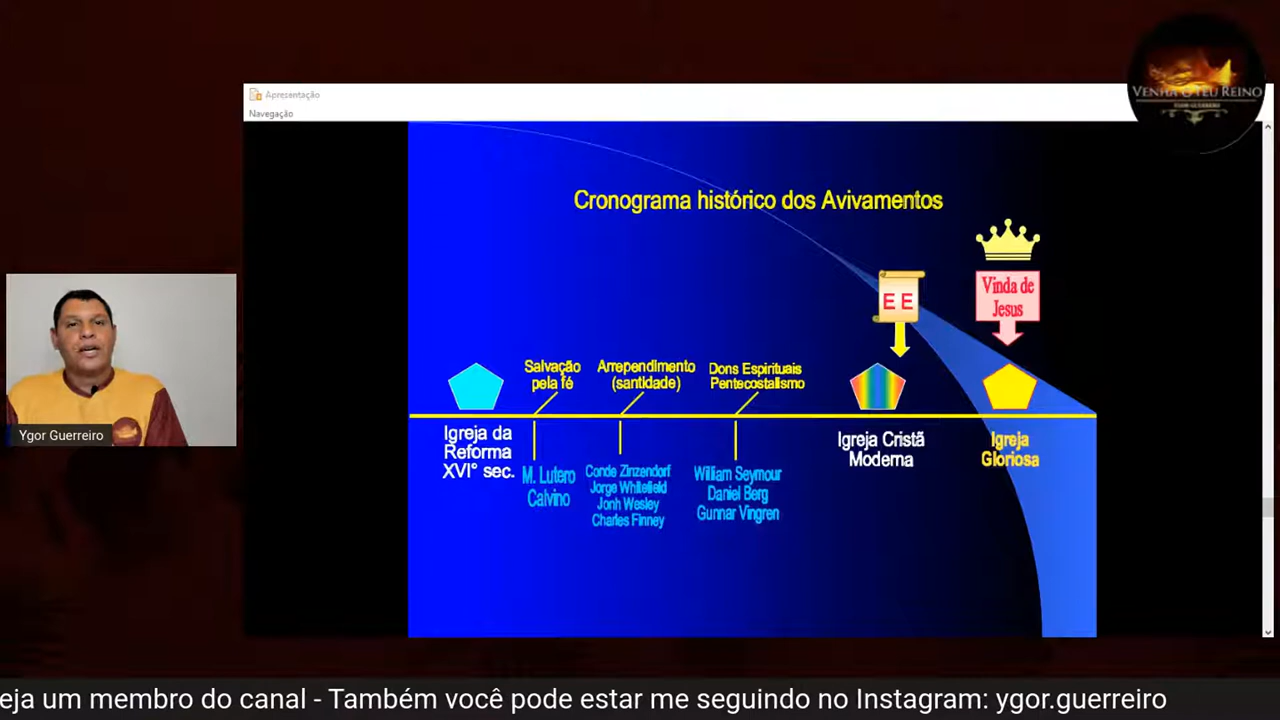 Apresentação
Navegação
VENHA O TEU REINO
YGOR GUERREIRO
Cronograma histórico dos Avivamentos
E E
Vinda de
Jesus
Salvação
pela fé
Arrependimento
(santidade)
Dons Espirituais
Pentecostalismo
Igreja da
Reforma
XVI° sec.
M. Lutero
Calvino
Conde Zinzendorf
Jorge Whitefield
Jonh Wesley
Charles Finney
William Seymour
Daniel Berg
Gunnar Vingren
Igreja Cristã
Moderna
Igreja
Gloriosa
Ygor Guerreiro
eja um membro do canal - Também você pode estar me seguindo no Instagram: ygor.guerreiro